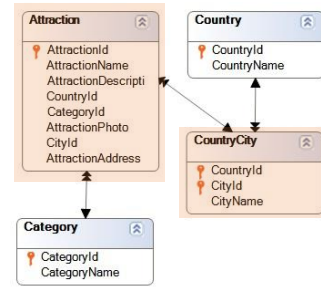 Attraction
AttractionId
AttractionName
AttractionDescripti
CountryId
CategoryId
AttractionPhoto
CityId
AttractionAddress
Country
CountryId
CountryName
CountryCity
CountryId
CityId
CityName
Category
CategoryId
CategoryName